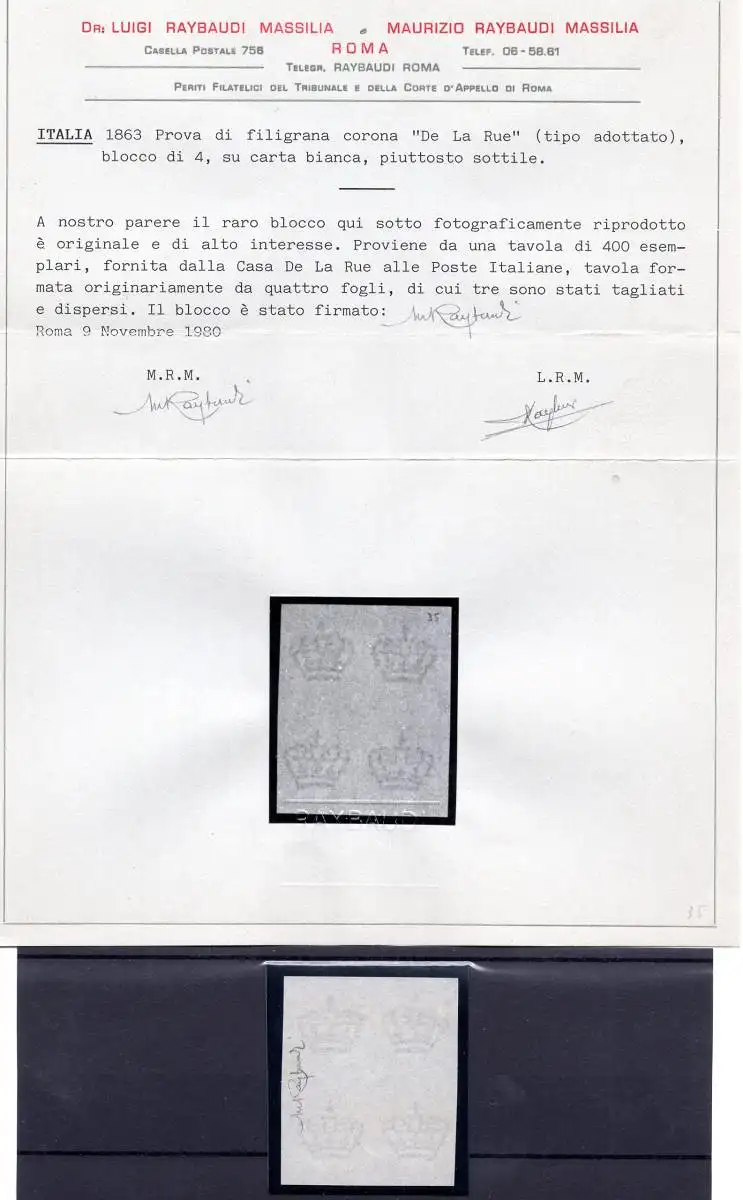 DR. LUIGI RAYBAUDI MASSILIA e MAURIZIO RAYBAUDI MASSILIA
CASELLA POSTALE 756 ROMA TELEF. 06-58.61
TELEGR. RAYBAUDI ROMA
PERITI FILATELICI DEL TRIBUNALE E DELLA CORTE D'APPELLO DI ROMA
ITALIA 1863 Prova di filigrana corona "De La Rue" (tipo adottato),
blocco di 4, su carta bianca, piuttosto sottile.
A nostro parere il raro blocco qui sotto fotograficamente riprodotto
è originale e di alto interesse. Proviene da una tavola di 400 esem-
plari, fornita dalla Casa De La Rue alle Poste Italiane, tavola for-
mata originariamente da quattro fogli, di cui tre sono stati tagliati
e dispersi. Il blocco è stato firmato: MRaybaudi
Roma 9 Novembre 1980
M.R.M. L.R.M.
MRaybaudi
35
RAYBAUDI
35
MRaybaudi